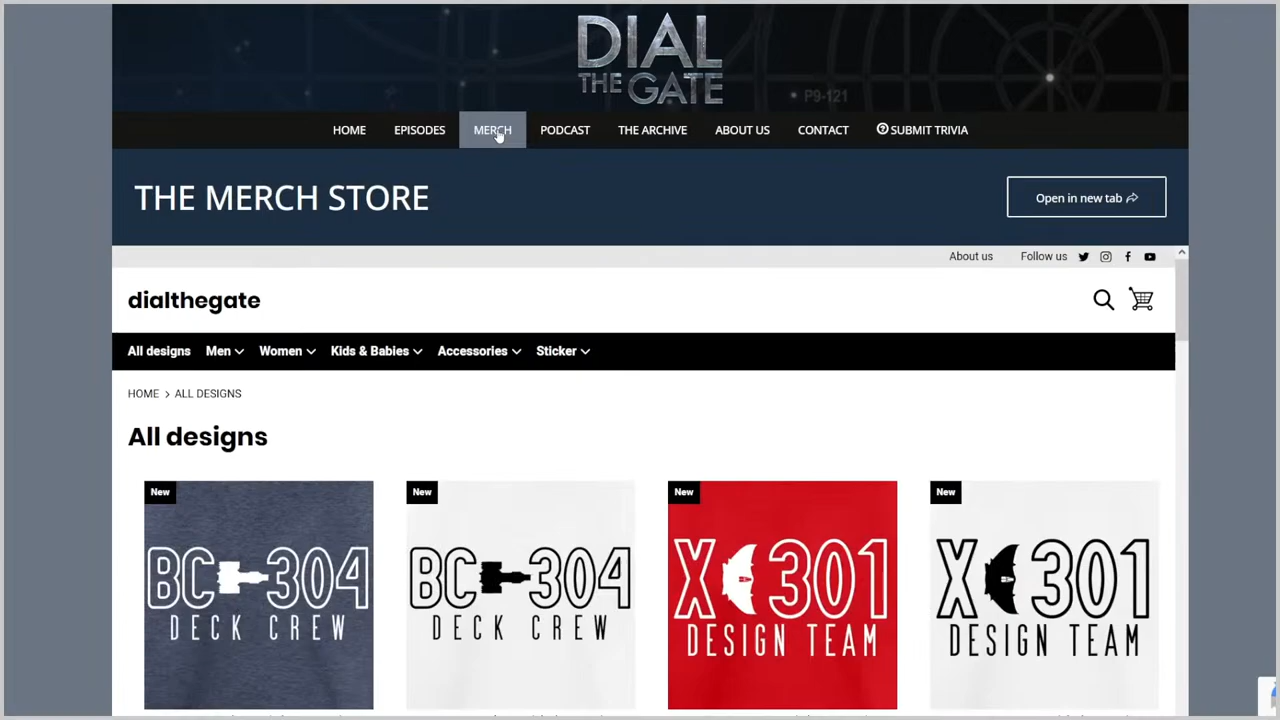 DIAL
THE GATE
P9-121
HOME EPISODES MERCH PODCAST THE ARCHIVE ABOUT US CONTACT SUBMIT TRIVIA
THE MERCH STORE
Open in new tab
About us Follow us
dialthegate
All designs Men Women Kids & Babies Accessories Sticker
HOME > ALL DESIGNS
All designs
New New New New
BC 304 BC 304 X 301 X 301
DECK CREW DECK CREW DESIGN TEAM DESIGN TEAM